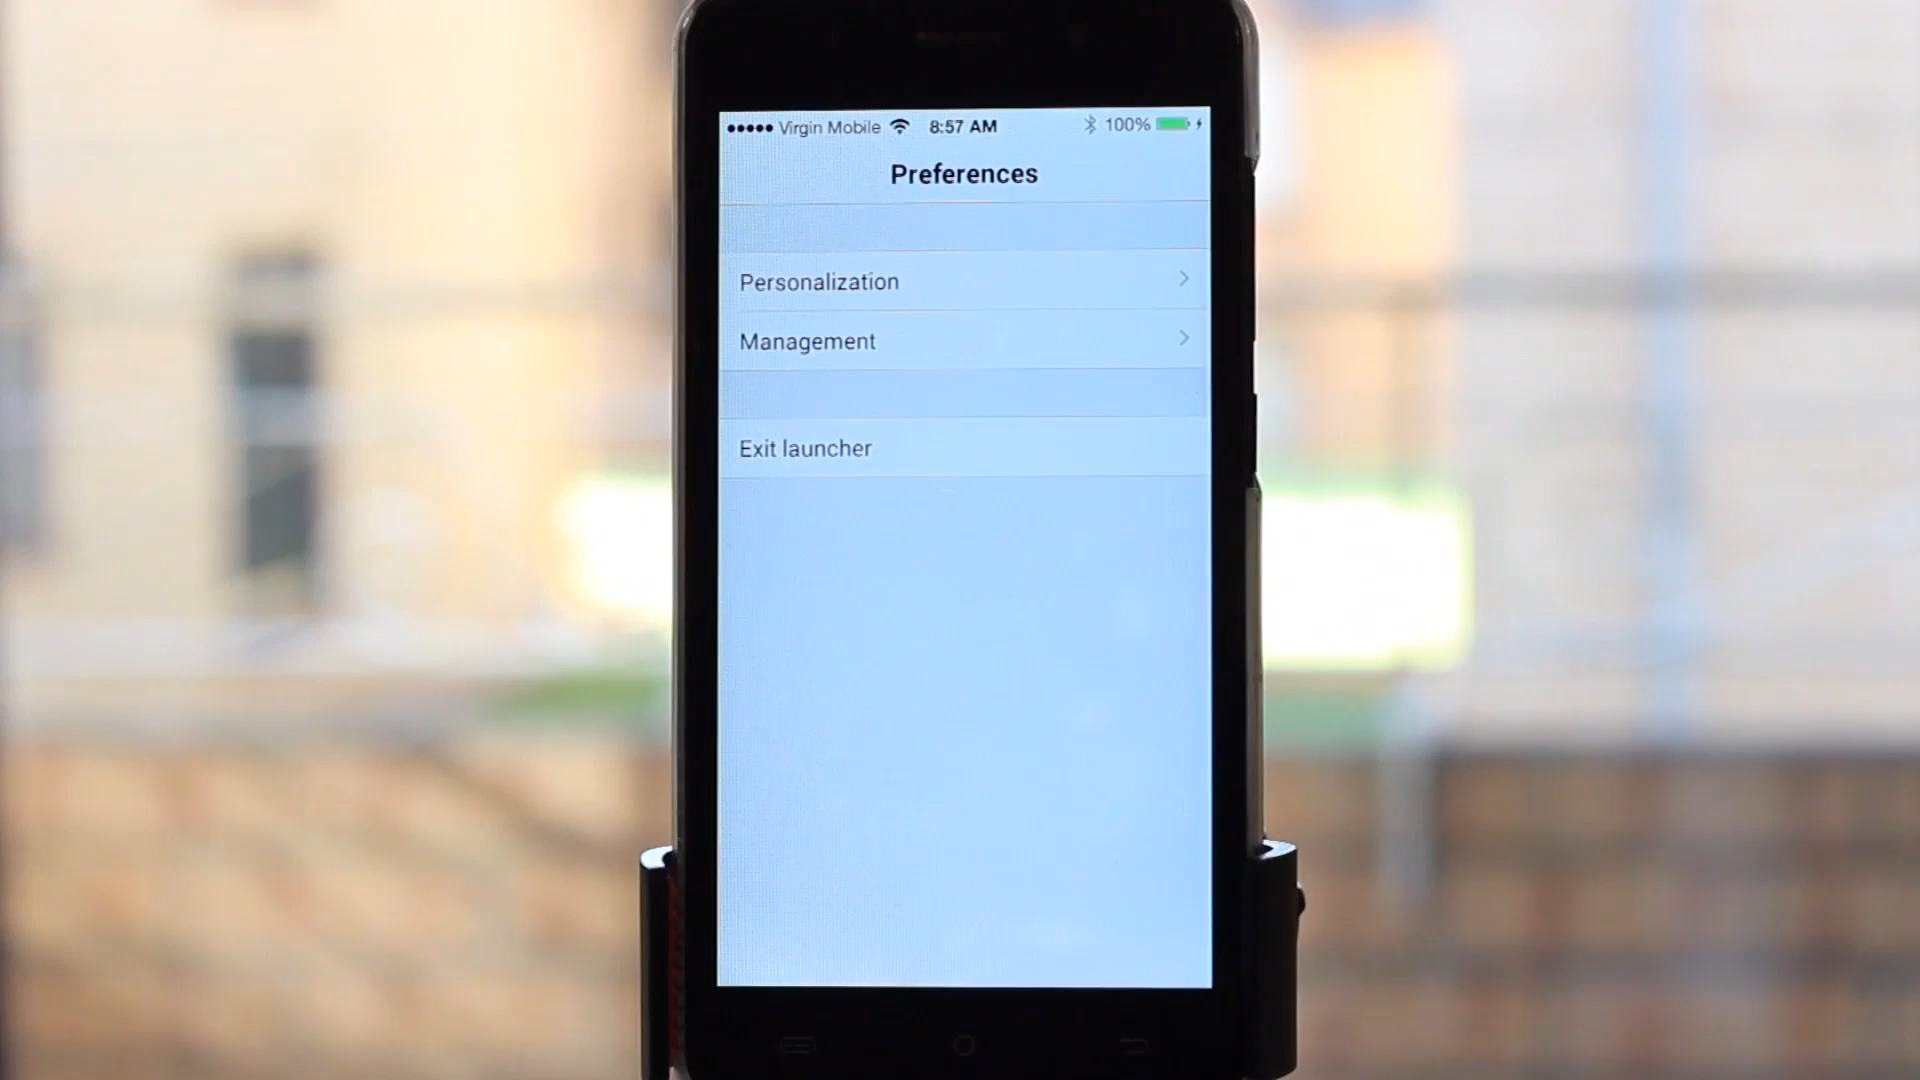 Virgin Mobile 8:57 AM 100%
Preferences
Personalization
Management
Exit launcher